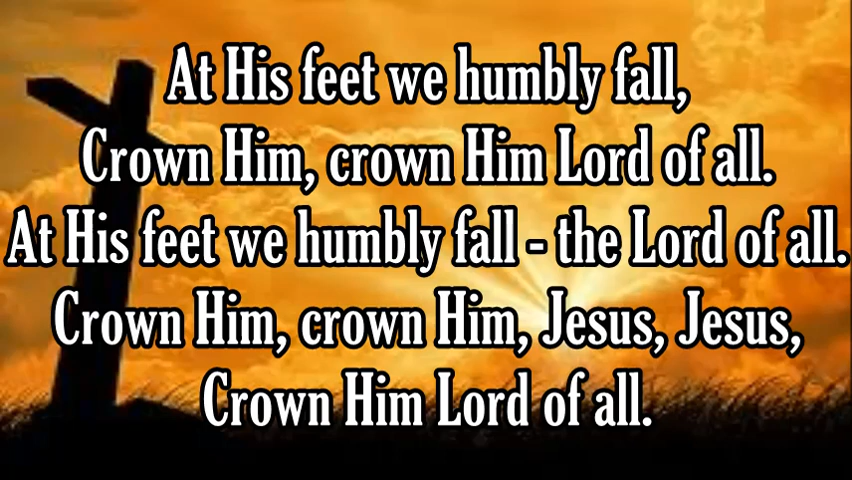 At His feet we humbly fall,
Crown Him, crown Him Lord of all.
At His feet we humbly fall - the Lord of all.
Crown Him, crown Him, Jesus, Jesus,
Crown Him Lord of all.